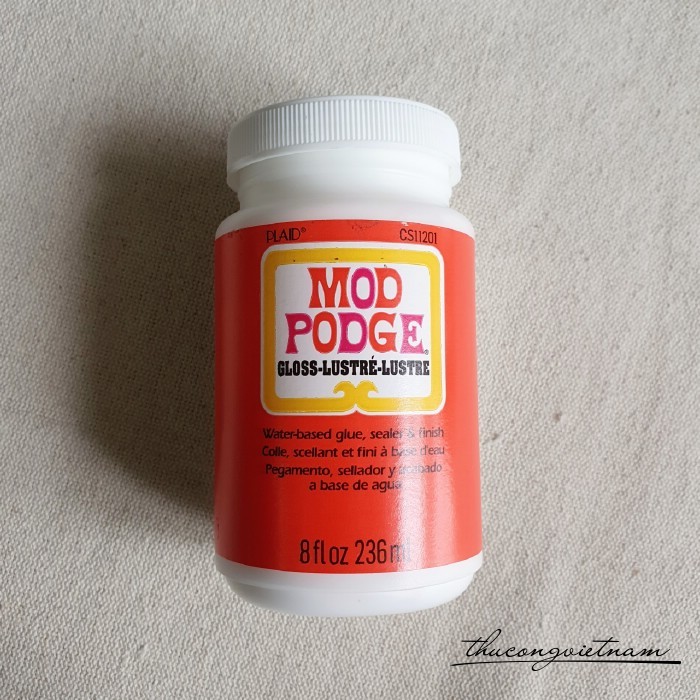 PLAID® CS11201
MOD
PODGE®
GLOSS-LUSTRÉ-LUSTRE
Water-based glue, sealer & finish
Colle, scellant et fini à base d'eau
Pegamento, sellador y acabado
a base de agua
8 fl oz 236 ml
thucongvietnam